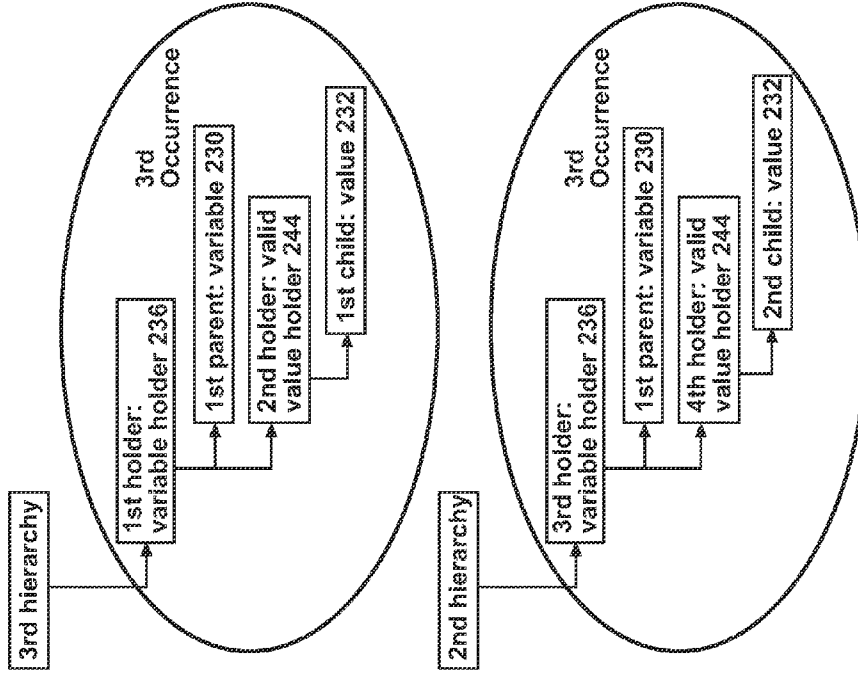 3rd hierarchy
1st holder:
variable holder 236
3rd
Occurrence
1st parent: variable 230
2nd holder: valid
value holder 244
1st child: value 232
2nd hierarchy
3rd holder:
variable holder 236
3rd
Occurrence
1st parent: variable 230
4th holder: valid
value holder 244
2nd child: value 232